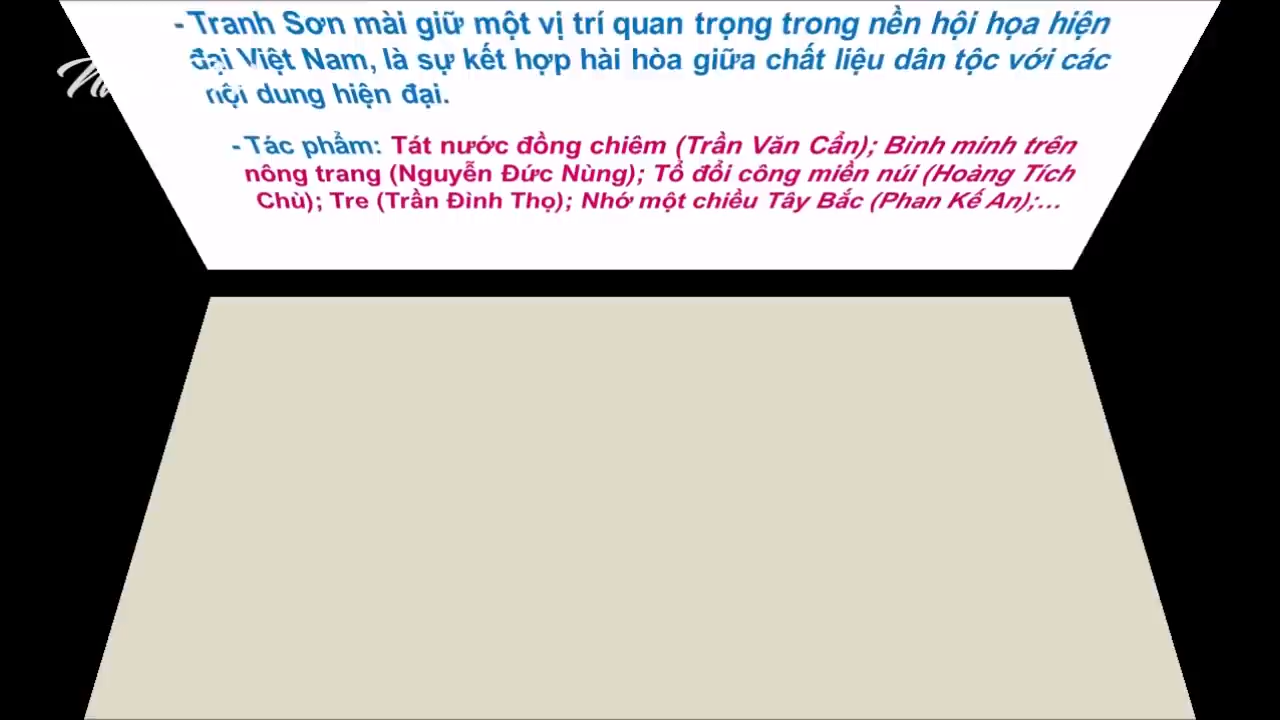 - Tranh Sơn mài giữ một vị trí quan trọng trong nền hội họa hiện
đại Việt Nam, là sự kết hợp hài hòa giữa chất liệu dân tộc với các
nội dung hiện đại.
- Tác phẩm: Tát nước đồng chiêm (Trần Văn Cẩn); Bình minh trên
nông trang (Nguyễn Đức Nùng); Tổ đổi công miền núi (Hoàng Tích
Chù); Tre (Trần Đình Thọ); Nhớ một chiều Tây Bắc (Phan Kế An);...